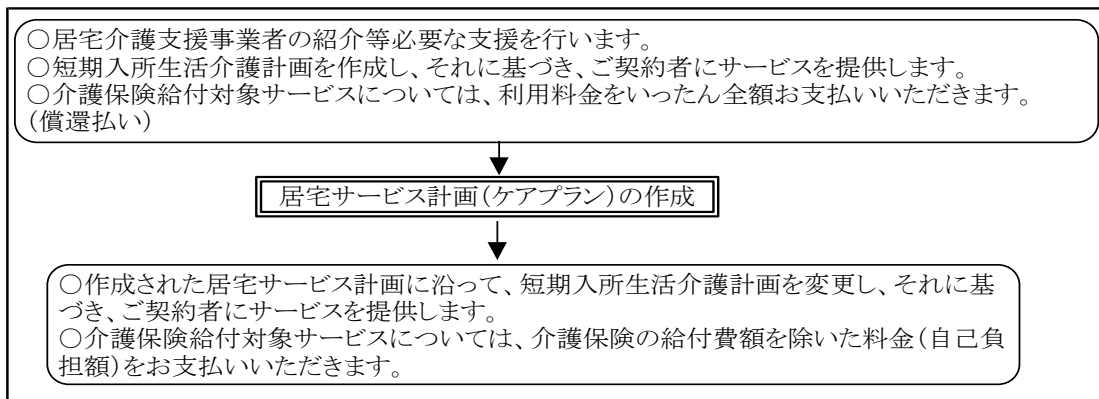 ○居宅介護支援事業者の紹介等必要な支援を行います。
○短期入所生活介護計画を作成し、それに基づき、ご契約者にサービスを提供します。
○介護保険給付対象サービスについては、利用料金をいったん全額お支払いいただきます。
(償還払い)
居宅サービス計画(ケアプラン)の作成
○作成された居宅サービス計画に沿って、短期入所生活介護計画を変更し、それに基
づき、ご契約者にサービスを提供します。
○介護保険給付対象サービスについては、介護保険の給付費額を除いた料金(自己負
担額)をお支払いいただきます。